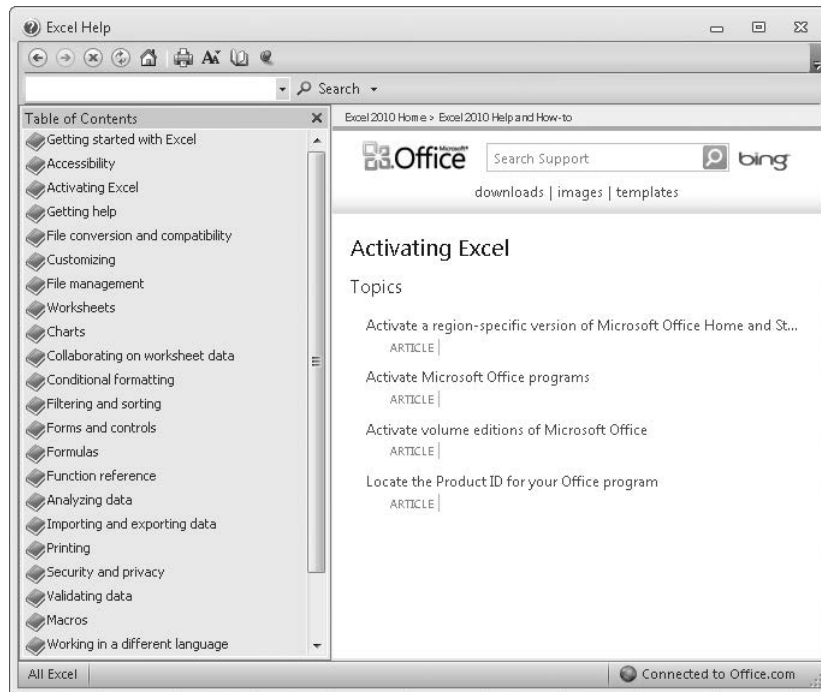 Excel Help
Search
Table of Contents
Getting started with Excel
Accessibility
Activating Excel
Getting help
File conversion and compatibility
Customizing
File management
Worksheets
Charts
Collaborating on worksheet data
Conditional formatting
Filtering and sorting
Forms and controls
Formulas
Function reference
Analyzing data
Importing and exporting data
Printing
Security and privacy
Validating data
Macros
Working in a different language
Excel 2010 Home > Excel 2010 Help and How-to
Microsoft®
Office
Search Support
bing
downloads | images | templates
Activating Excel
Topics
Activate a region-specific version of Microsoft Office Home and St...
ARTICLE |
Activate Microsoft Office programs
ARTICLE |
Activate volume editions of Microsoft Office
ARTICLE |
Locate the Product ID for your Office program
ARTICLE |
All Excel
Connected to Office.com